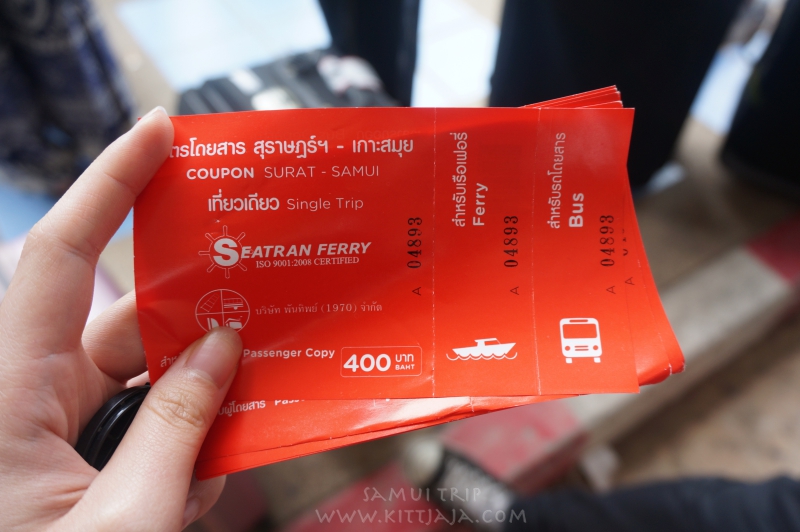 ตรโดยสาร สุราษฎร์ฯ - เกาะสมุย
COUPON SURAT - SAMUI
เที่ยวเดียว Single Trip
SEATRAN FERRY
ISO 9001:2008 CERTIFIED
บริษัท พันทิพย์ (1970) จำกัด
Passenger Copy
400 บาท
BAHT
A 04893
สำหรับเรือเฟอร์รี่
Ferry
A 04893
สำหรับรถโดยสาร
Bus
A 04893
SAMUI TRIP
WWW.KITTJAJA.COM